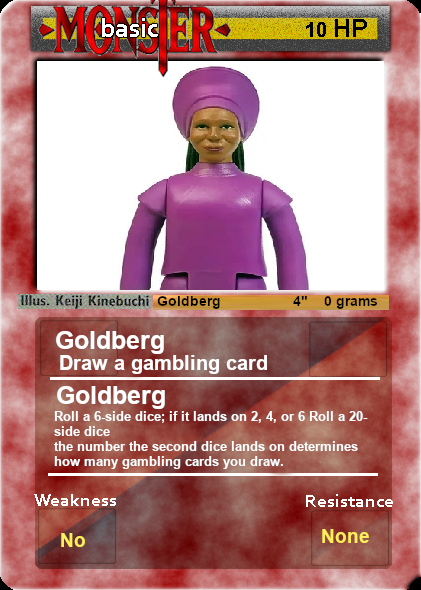 MONSTER
basic
10 HP
Illus. Keiji Kinebuchi Goldberg 4" 0 grams
Goldberg
Draw a gambling card
Goldberg
Roll a 6-side dice; if it lands on 2, 4, or 6 Roll a 20-
side dice
the number the second dice lands on determines
how many gambling cards you draw.
Weakness
Resistance
No
None